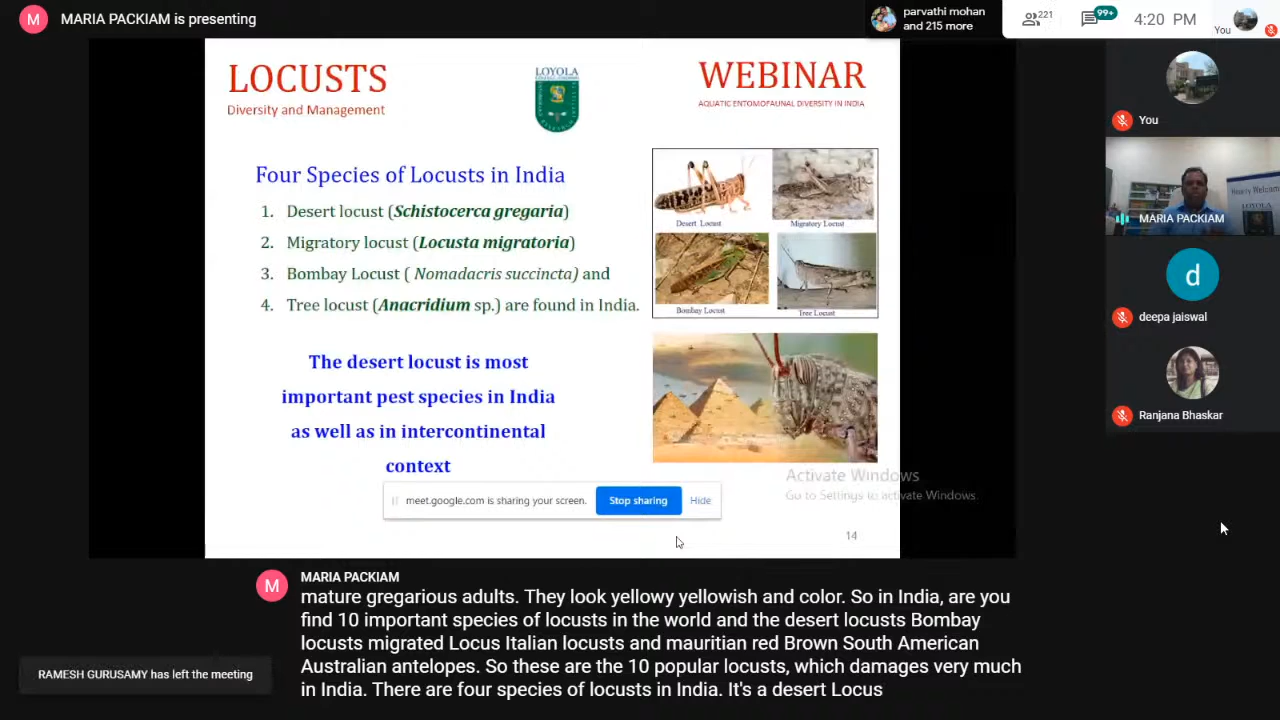 M MARIA PACKIAM is presenting
parvathi mohan
and 215 more
221
99+
4:20 PM
You
LOCUSTS
Diversity and Management
LOYOLA
WEBINAR
AQUATIC ENTOMOFAUNAL DIVERSITY IN INDIA
Four Species of Locusts in India
1. Desert locust (Schistocerca gregaria)
2. Migratory locust (Locusta migratoria)
3. Bombay Locust ( Nomadacris succincta) and
4. Tree locust (Anacridium sp.) are found in India.
Desert Locust
Migratory Locust
Bombay Locust
Tree Locust
The desert locust is most
important pest species in India
as well as in intercontinental
context
Activate Windows
Go to Settings to activate Windows.
meet.google.com is sharing your screen.
Stop sharing
Hide
14
You
Heartly Welcome
LOYOLA
MARIA PACKIAM
d
deepa jaiswal
Ranjana Bhaskar
M MARIA PACKIAM
mature gregarious adults. They look yellowy yellowish and color. So in India, are you
find 10 important species of locusts in the world and the desert locusts Bombay
locusts migrated Locus Italian locusts and mauritian red Brown South American
Australian antelopes. So these are the 10 popular locusts, which damages very much
in India. There are four species of locusts in India. It's a desert Locus
RAMESH GURUSAMY has left the meeting